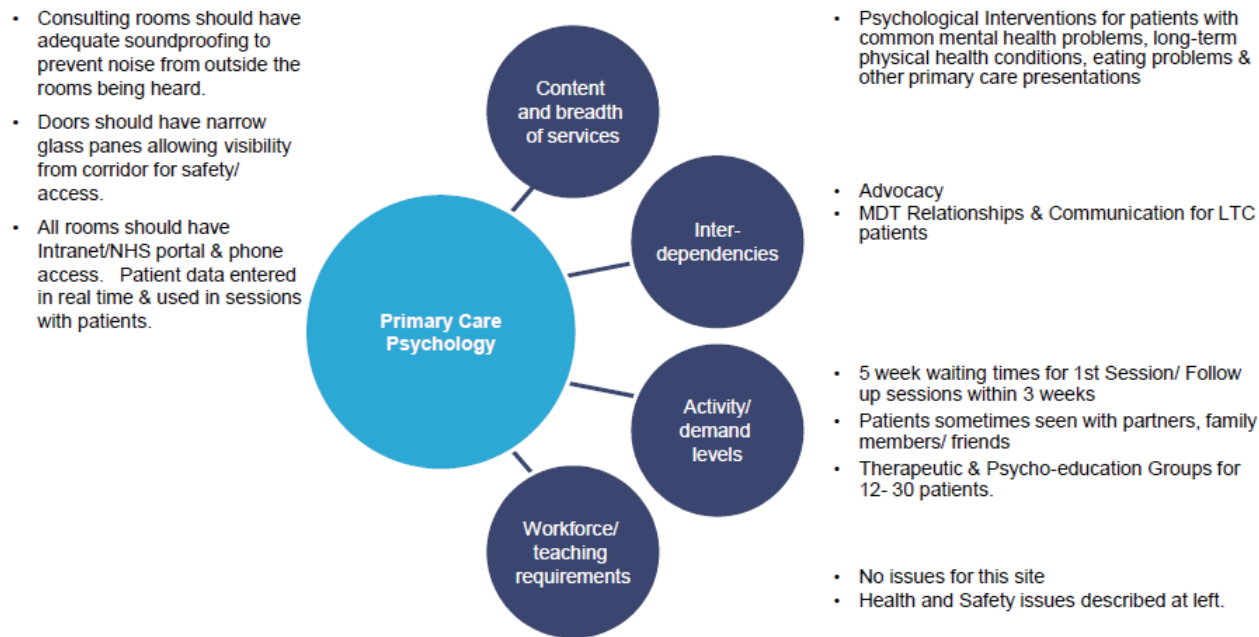 • Consulting rooms should have
adequate soundproofing to
prevent noise from outside the
rooms being heard.
• Doors should have narrow
glass panes allowing visibility
from corridor for safety/
access.
• All rooms should have
Intranet/NHS portal & phone
access.   Patient data entered
in real time & used in sessions
with patients.
Primary Care
Psychology
Content
and breadth
of services
• Psychological Interventions for patients with
common mental health problems, long-term
physical health conditions, eating problems &
other primary care presentations
Inter-
dependencies
• Advocacy
• MDT Relationships & Communication for LTC
patients
Activity/
demand
levels
• 5 week waiting times for 1st Session/ Follow
up sessions within 3 weeks
• Patients sometimes seen with partners, family
members/ friends
• Therapeutic & Psycho-education Groups for
12- 30 patients.
Workforce/
teaching
requirements
• No issues for this site
• Health and Safety issues described at left.